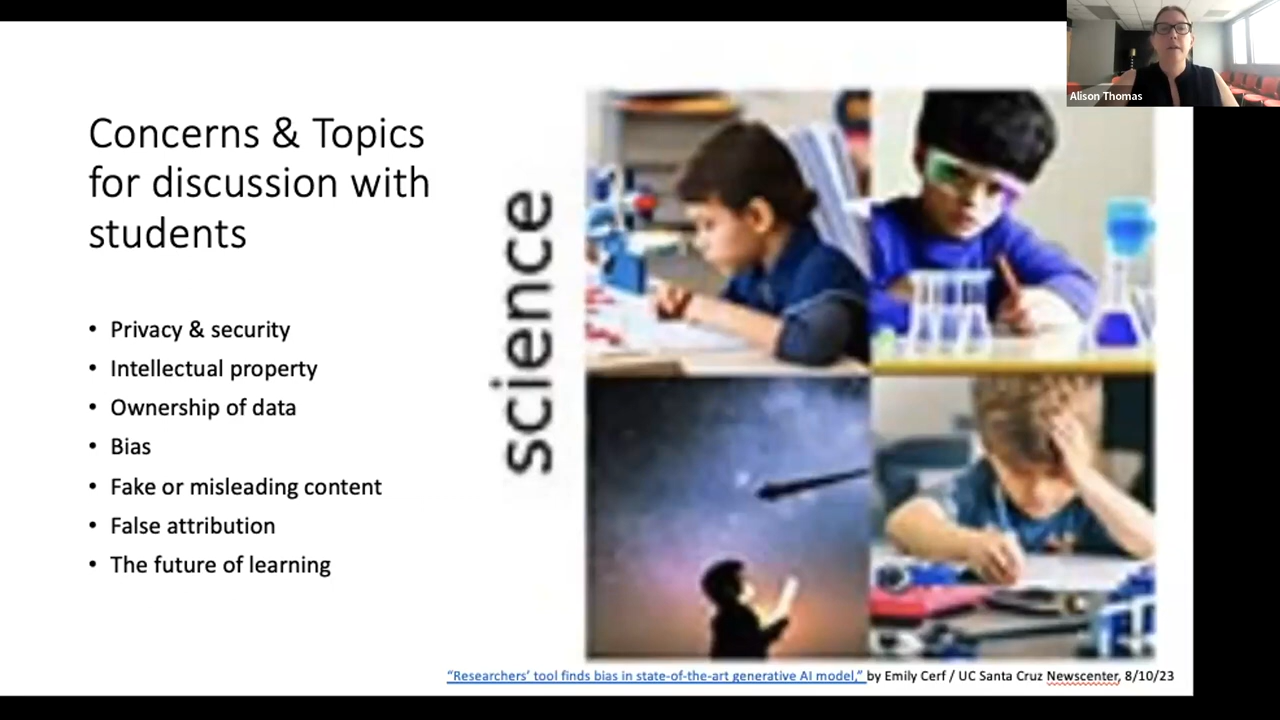 Alison Thomas
Concerns & Topics
for discussion with
students
• Privacy & security
• Intellectual property
• Ownership of data
• Bias
• Fake or misleading content
• False attribution
• The future of learning
science
“Researchers’ tool finds bias in state-of-the-art generative AI model,” by Emily Cerf / UC Santa Cruz Newscenter, 8/10/23